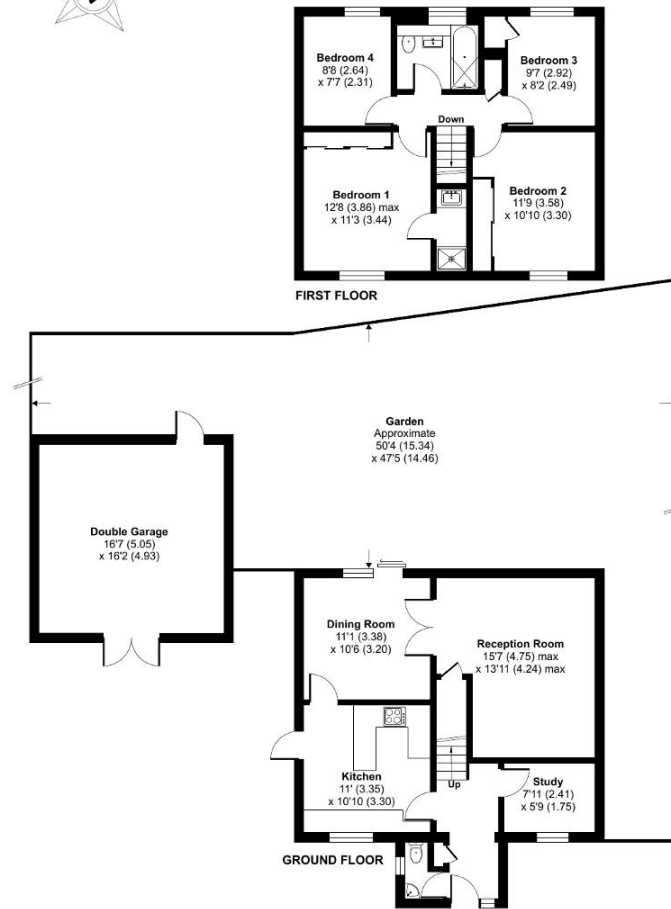 Bedroom 4
8'8 (2.64)
x 7'7 (2.31)
Bedroom 3
9'7 (2.92)
x 8'2 (2.49)
Down
Bedroom 1
12'8 (3.86) max
x 11'3 (3.44)
Bedroom 2
11'9 (3.58)
x 10'10 (3.30)
FIRST FLOOR
Garden
Approximate
50'4 (15.34)
x 47'5 (14.46)
Double Garage
16'7 (5.05)
x 16'2 (4.93)
Dining Room
11'1 (3.38)
x 10'6 (3.20)
Reception Room
15'7 (4.75) max
x 13'11 (4.24) max
Kitchen
11' (3.35)
x 10'10 (3.30)
Up
Study
7'11 (2.41)
x 5'9 (1.75)
GROUND FLOOR